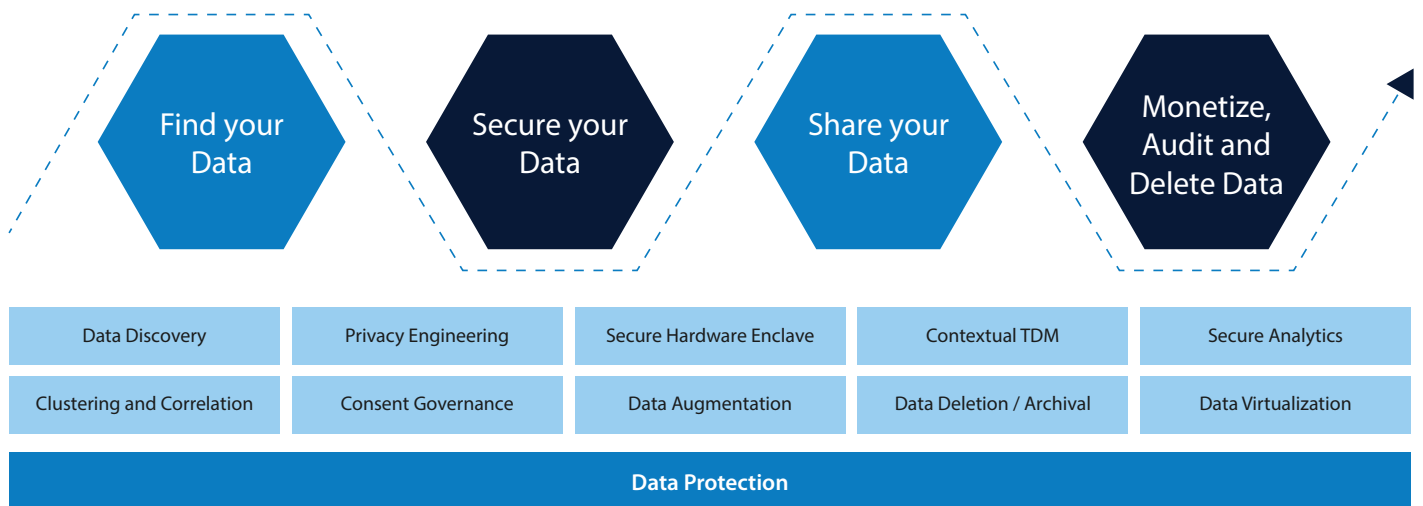 Find your
Data
Secure your
Data
Share your
Data
Monetize,
Audit and
Delete Data
Data Discovery
Privacy Engineering
Secure Hardware Enclave
Contextual TDM
Secure Analytics
Clustering and Correlation
Consent Governance
Data Augmentation
Data Deletion / Archival
Data Virtualization
Data Protection